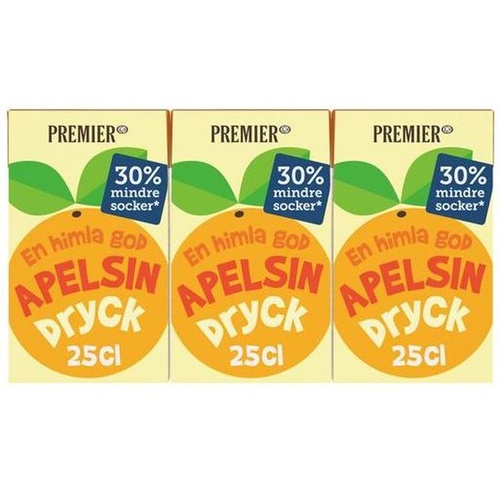 PREMIER
30%
mindre
socker*
En himla god
APELSIN
DRYCK
25Cl
PREMIER
30%
mindre
socker*
En himla god
APELSIN
DRYCK
25Cl
PREMIER
30%
mindre
socker*
En himla god
APELSIN
DRYCK
25Cl